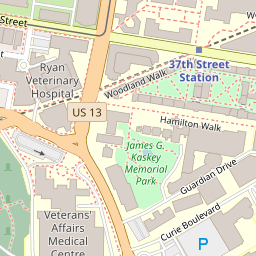 Street
37th Street
Station
Ryan
Veterinary
Hospital
Woodland Walk
US 13
Hamilton Walk
James G.
Kaskey
Memorial
Park
Guardian Drive
Veterans'
Affairs
Medical
Centre
Curie Boulevard
P